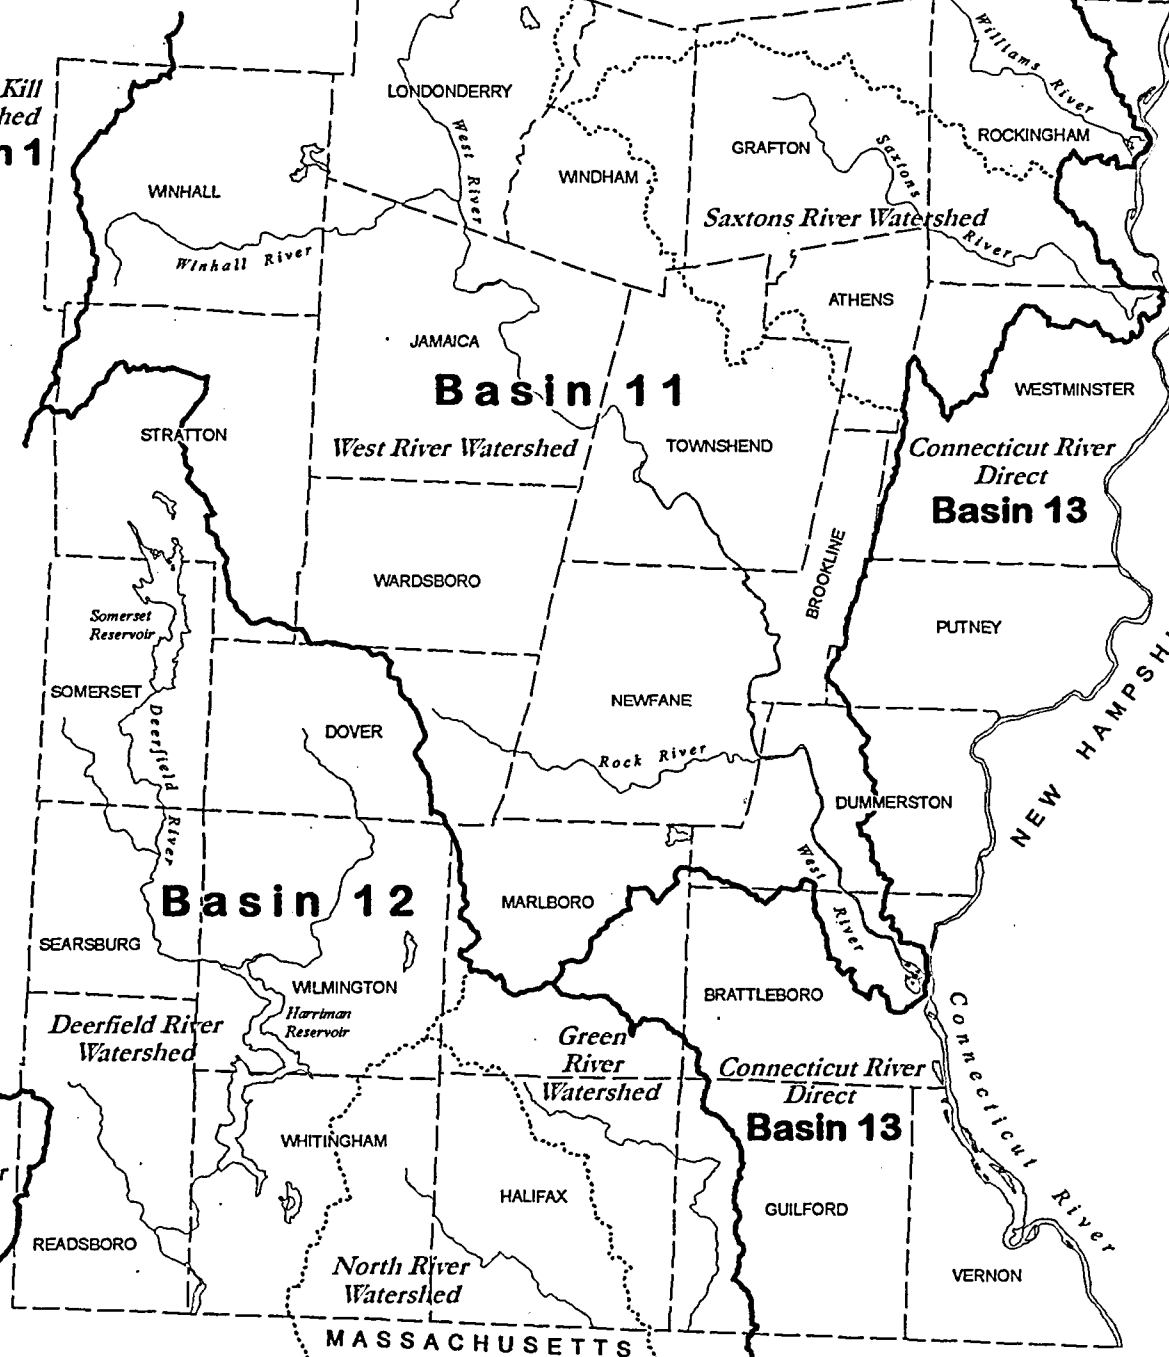 Williams River
Kill
hed
n 1
LONDONDERRY
West River
ROCKINGHAM
GRAFTON
WINDHAM
Saxtons River
WINHALL
Saxtons River Watershed
Winhall River
ATHENS
JAMAICA
Basin 11
WESTMINSTER
STRATTON
West River Watershed
TOWNSHEND
Connecticut River
Direct
Basin 13
BROOKLINE
WARDSBORO
Somerset
Reservoir
PUTNEY
SOMERSET
NEWFANE
NEW HAMPSH
Deerfield River
DOVER
Rock River
DUMMERSTON
West River
Basin 12
MARLBORO
SEARSBURG
WILMINGTON
BRATTLEBORO
Harriman
Reservoir
Deerfield River
Watershed
Green
River
Watershed
Connecticut River
Connecticut River
Direct
Basin 13
WHITINGHAM
HALIFAX
GUILFORD
r
READSBORO
North River
Watershed
VERNON
MASSACHUSETTS